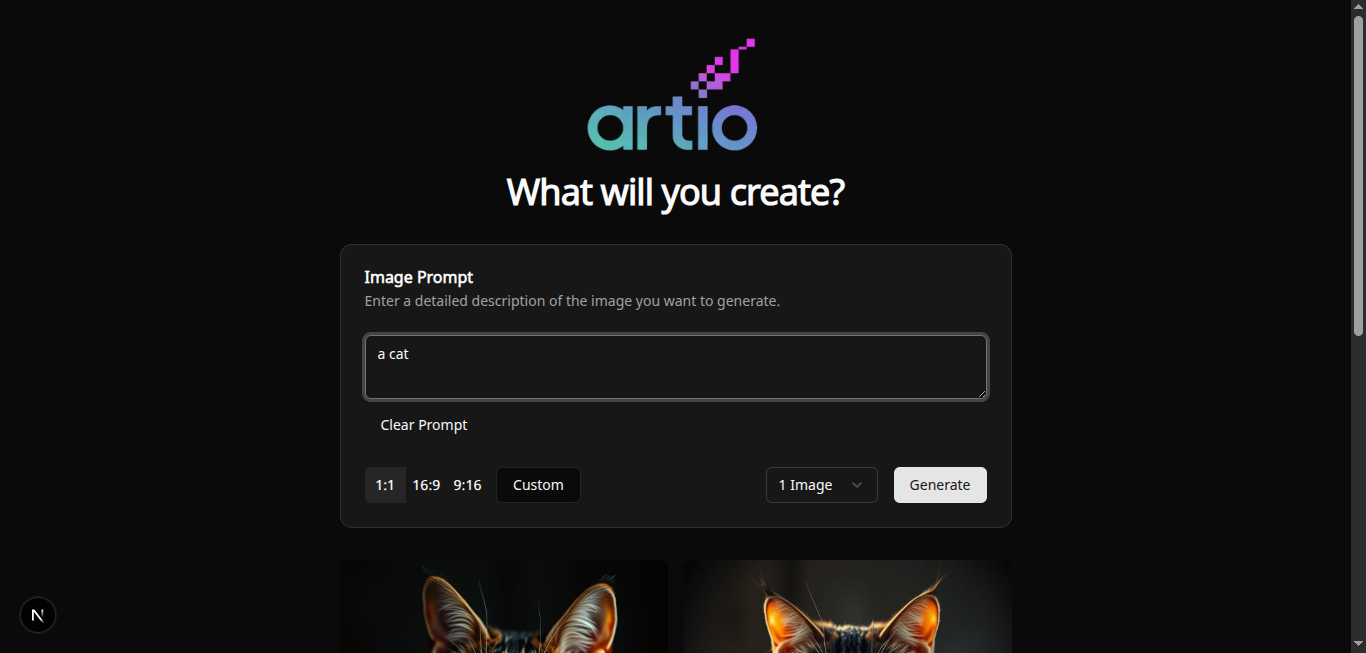 artio
What will you create?
Image Prompt
Enter a detailed description of the image you want to generate.
a cat
Clear Prompt
1:1 16:9 9:16 Custom 1 Image Generate
N